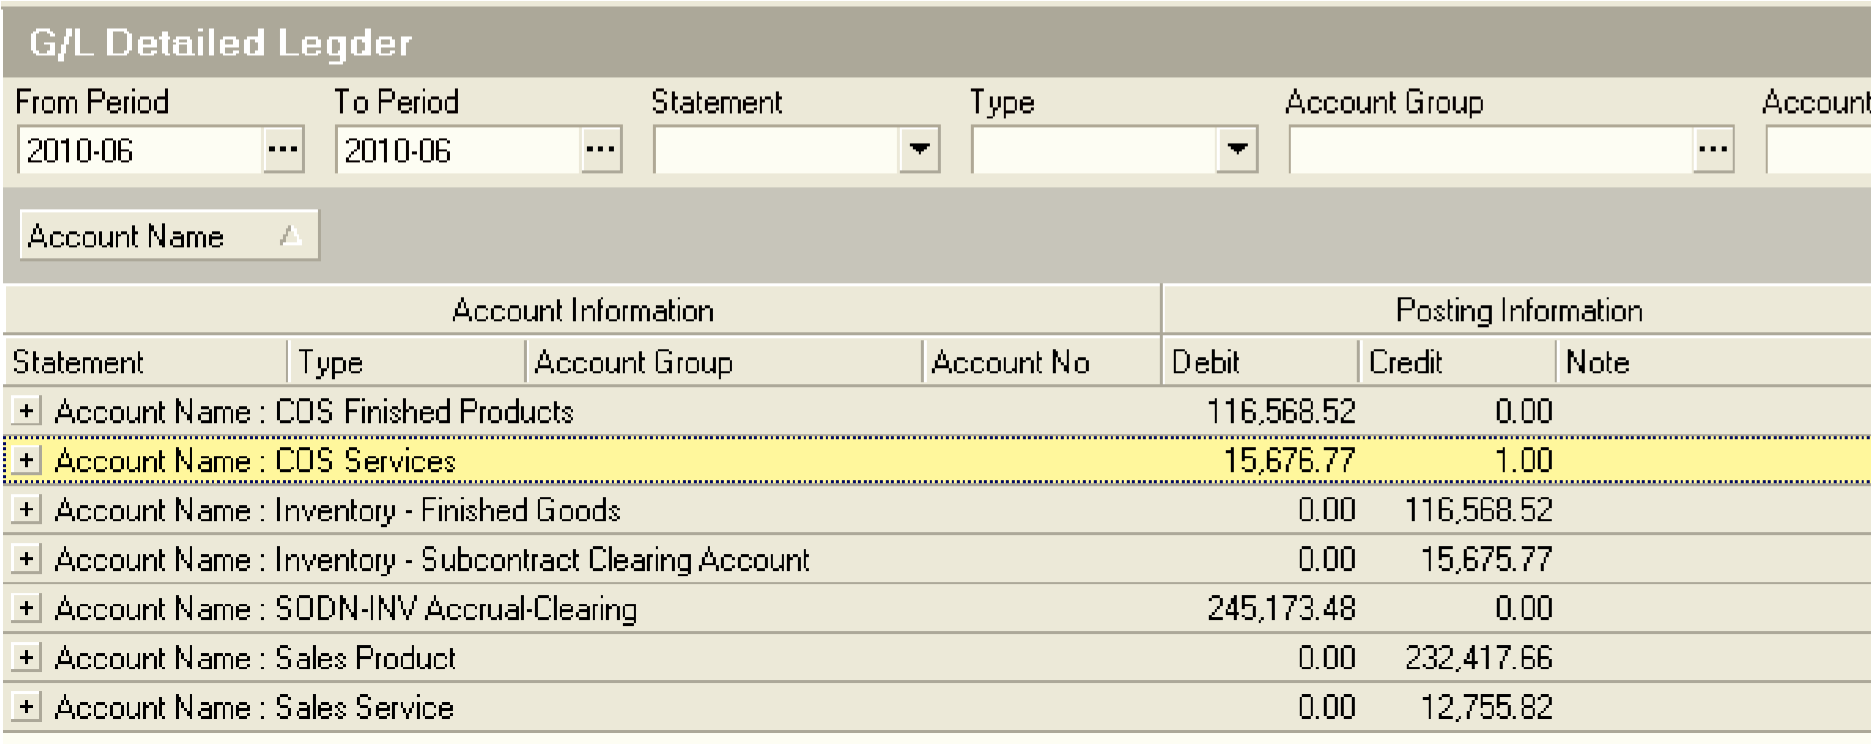 G/L Detailed Legder
From Period To Period Statement Type Account Group Account
2010-06 2010-06
Account Name
Account Information Posting Information
Statement Type Account Group Account No Debit Credit Note
Account Name : COS Finished Products 116,568.52 0.00
Account Name : COS Services 15,676.77 1.00
Account Name : Inventory - Finished Goods 0.00 116,568.52
Account Name : Inventory - Subcontract Clearing Account 0.00 15,675.77
Account Name : SODN-INV Accrual-Clearing 245,173.48 0.00
Account Name : Sales Product 0.00 232,417.66
Account Name : Sales Service 0.00 12,755.82